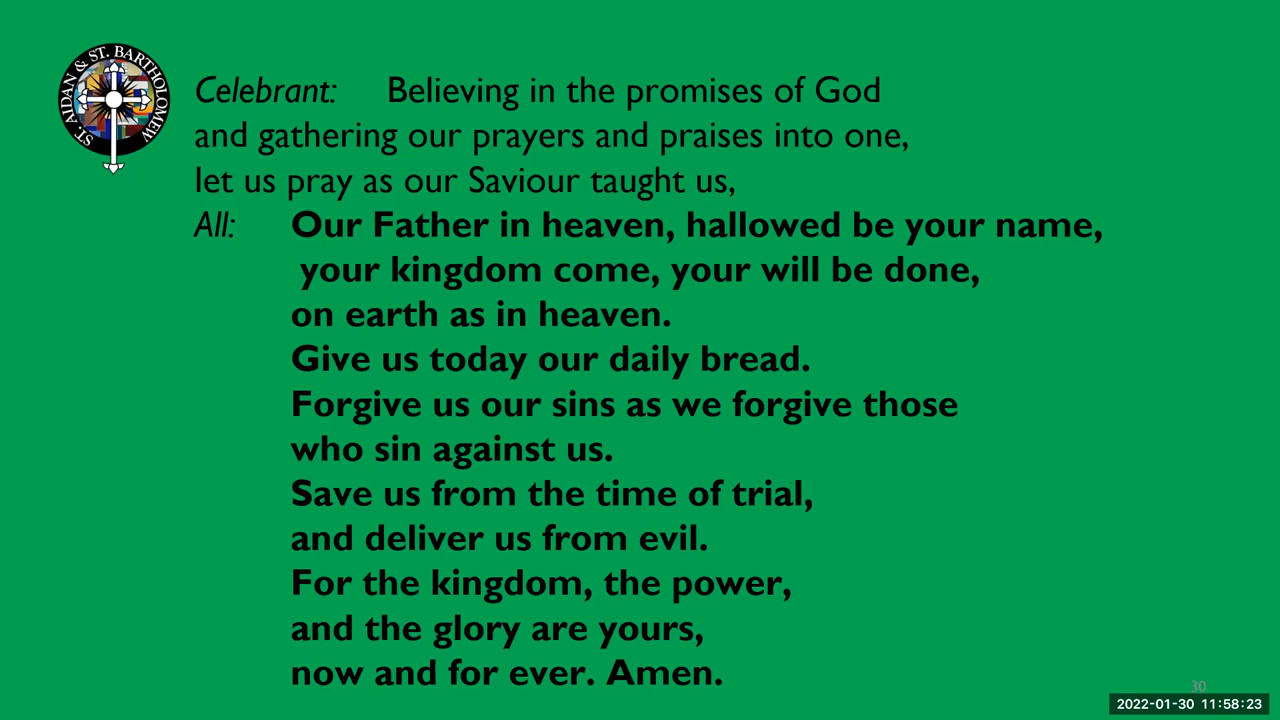 ST. AIDAN & ST. BARTHOLOMEW
Celebrant: Believing in the promises of God
and gathering our prayers and praises into one,
let us pray as our Saviour taught us,
All: Our Father in heaven, hallowed be your name,
your kingdom come, your will be done,
on earth as in heaven.
Give us today our daily bread.
Forgive us our sins as we forgive those
who sin against us.
Save us from the time of trial,
and deliver us from evil.
For the kingdom, the power,
and the glory are yours,
now and for ever. Amen.
30
2022-01-30 11:58:23